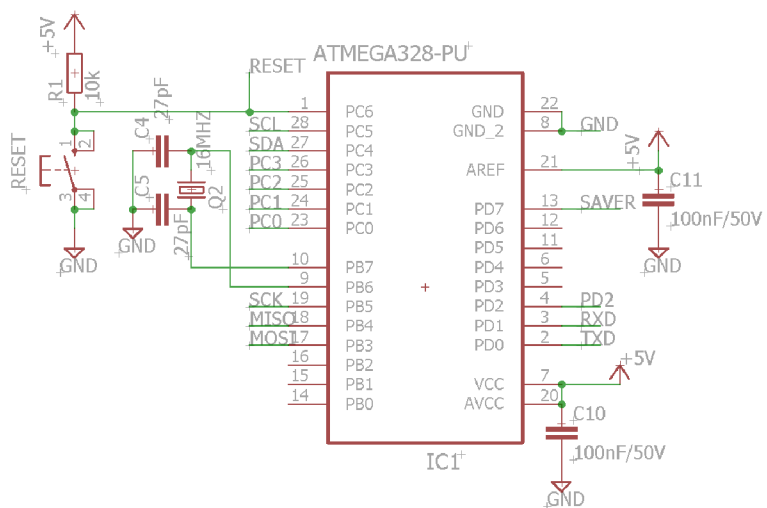 +5V
R1
10k
RESET
1
2
3
4
GND
C4
27pF
C5
27pF
GND
16MHZ
Q2
RESET
SCL
SDA
PC3
PC2
PC1
PC0
SCK
MISO
MOSI
ATMEGA328-PU
1 PC6
28 PC5
27 PC4
26 PC3
25 PC2
24 PC1
23 PC0
10 PB7
9 PB6
19 PB5
18 PB4
17 PB3
16 PB2
15 PB1
14 PB0
GND 22
GND_2 8
AREF 21
PD7 13
PD6 12
PD5 11
PD4 6
PD3 5
PD2 4
PD1 3
PD0 2
VCC 7
AVCC 20
IC1
GND
+5V
C11
100nF/50V
GND
SAVER
PD2
RXD
TXD
+5V
C10
100nF/50V
GND